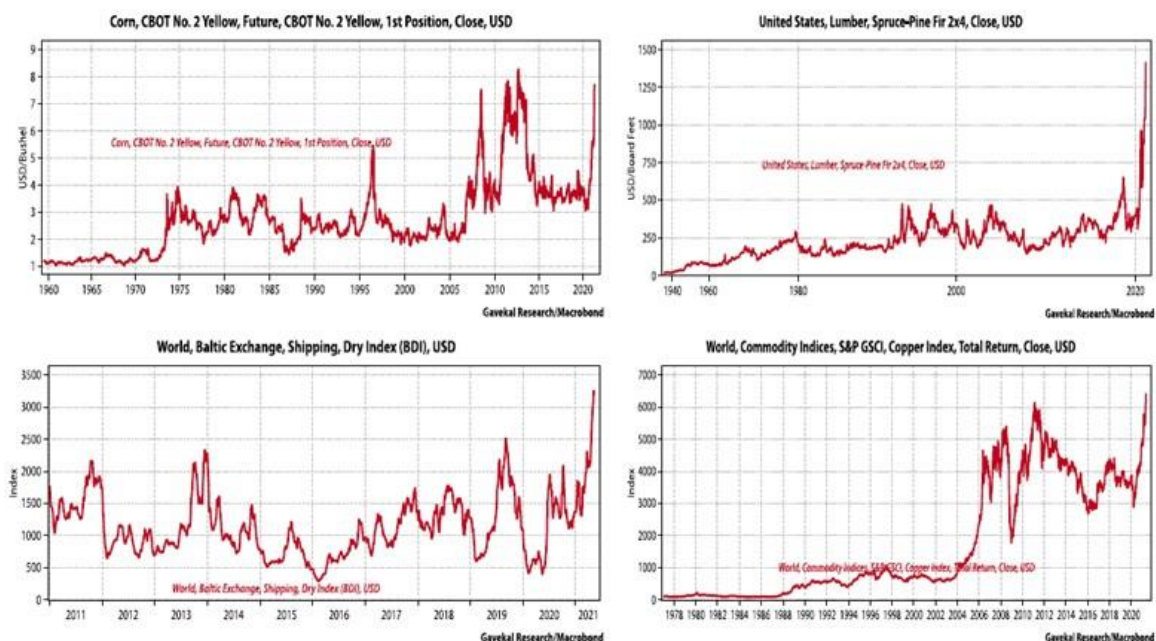 Corn, CBOT No. 2 Yellow, Future, CBOT No. 2 Yellow, 1st Position, Close, USD
9
8
7
6
5
4
3
2
1
USD/Bushel
Corn, CBOT No. 2 Yellow, Future, CBOT No. 2 Yellow, 1st Position, Close, USD
1960 1965 1970 1975 1980 1985 1990 1995 2000 2005 2010 2015 2020
Gavekal Research/Macrobond
United States, Lumber, Spruce-Pine Fir 2x4, Close, USD
1500
1250
1000
750
500
250
0
USD/Board Feet
United States, Lumber, Spruce-Pine Fir 2x4, Close, USD
1940 1960 1980 2000 2020
Gavekal Research/Macrobond
World, Baltic Exchange, Shipping, Dry Index (BDI), USD
3500
3000
2500
2000
1500
1000
500
0
Index
World, Baltic Exchange, Shipping, Dry Index (BDI), USD
2011 2012 2013 2014 2015 2016 2017 2018 2019 2020 2021
Gavekal Research/Macrobond
World, Commodity Indices, S&P GSCI, Copper Index, Total Return, Close, USD
7000
6000
5000
4000
3000
2000
1000
0
Index
World, Commodity Indices, S&P GSCI, Copper Index, Total Return, Close, USD
1978 1980 1982 1984 1986 1988 1990 1992 1994 1996 1998 2000 2002 2004 2006 2008 2010 2012 2014 2016 2018 2020
Gavekal Research/Macrobond